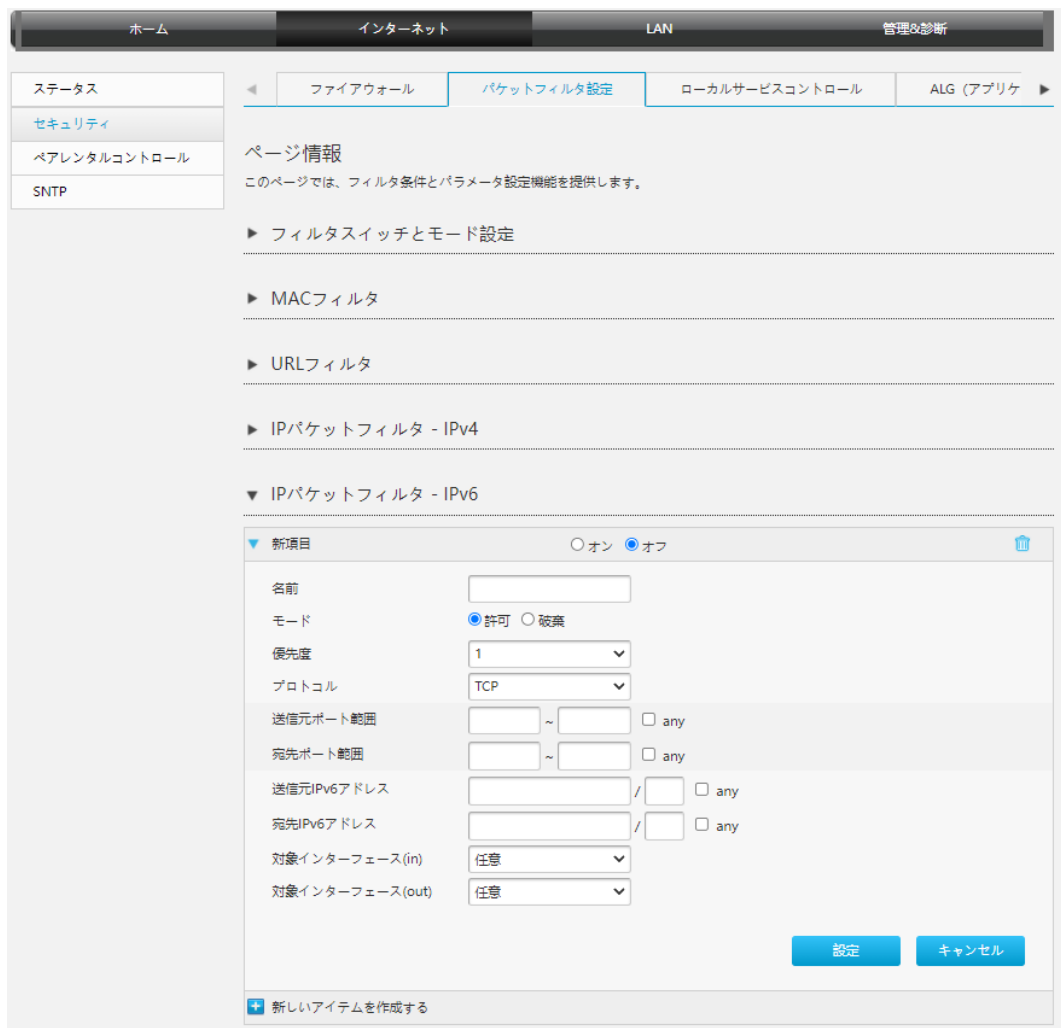 ホーム インターネット LAN 管理&診断
ステータス
セキュリティ
ペアレンタルコントロール
SNTP
ファイアウォール パケットフィルタ設定 ローカルサービスコントロール ALG（アプリケ
ページ情報
このページでは、フィルタ条件とパラメータ設定機能を提供します。
フィルタスイッチとモード設定
MACフィルタ
URLフィルタ
IPパケットフィルタ - IPv4
IPパケットフィルタ - IPv6
新項目 オン オフ
名前
モード 許可 破棄
優先度 1
プロトコル TCP
送信元ポート範囲 ~ any
宛先ポート範囲 ~ any
送信元IPv6アドレス / any
宛先IPv6アドレス / any
対象インターフェース(in) 任意
対象インターフェース(out) 任意
設定 キャンセル
新しいアイテムを作成する